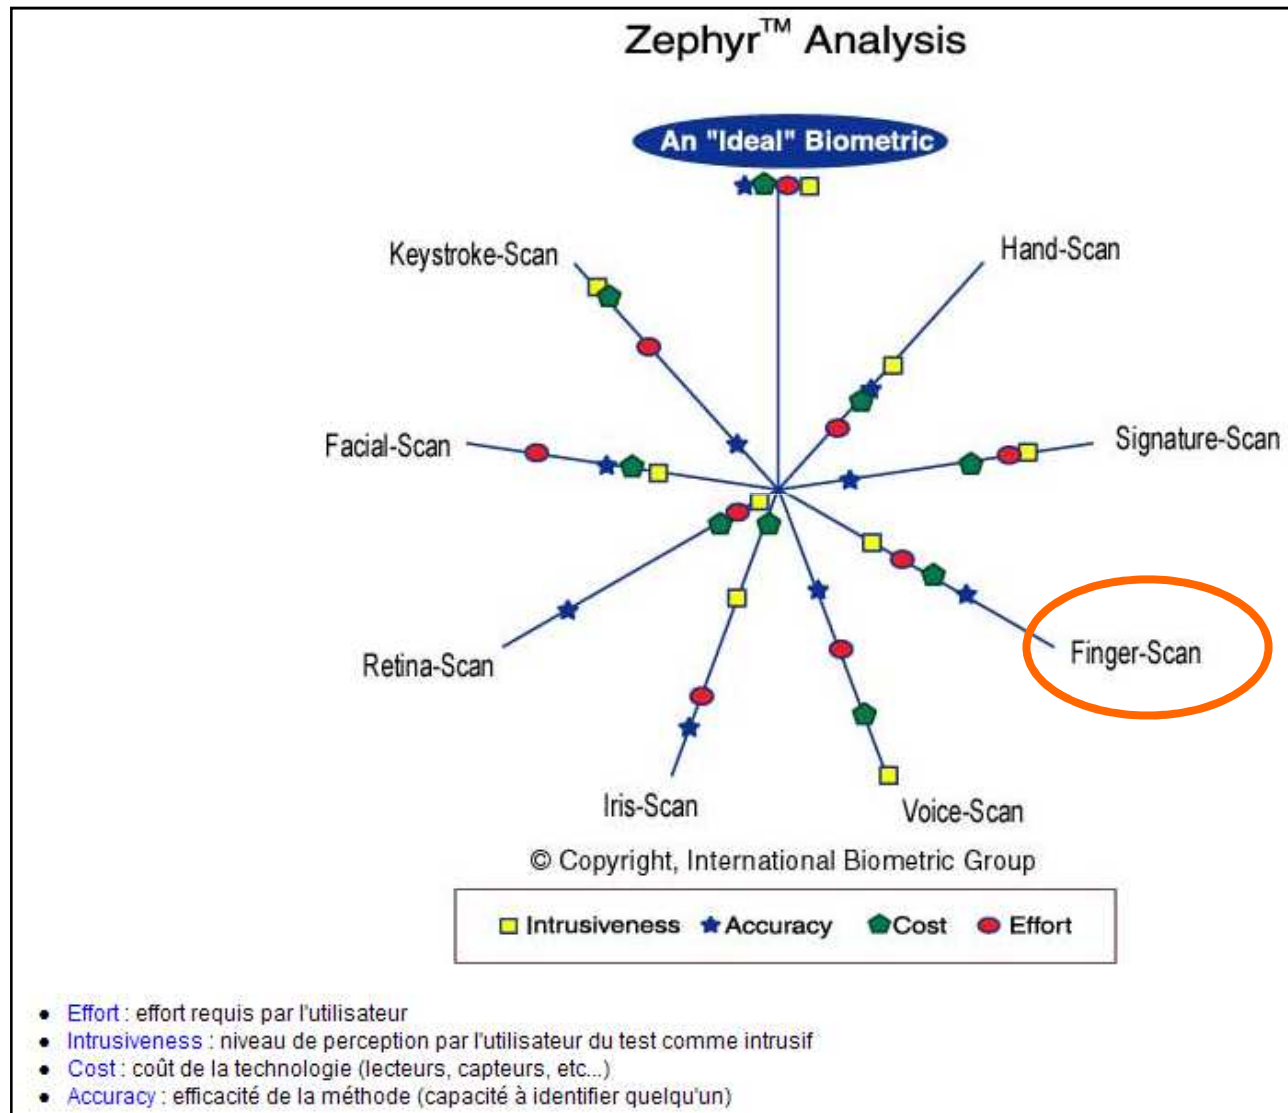 Zephyr™ Analysis
An "Ideal" Biometric
Keystroke-Scan
Hand-Scan
Facial-Scan
Signature-Scan
Retina-Scan
Finger-Scan
Iris-Scan
Voice-Scan
© Copyright, International Biometric Group
Intrusiveness Accuracy Cost Effort
• Effort : effort requis par l'utilisateur
• Intrusiveness : niveau de perception par l'utilisateur du test comme intrusif
• Cost : coût de la technologie (lecteurs, capteurs, etc...)
• Accuracy : efficacité de la méthode (capacité à identifier quelqu'un)